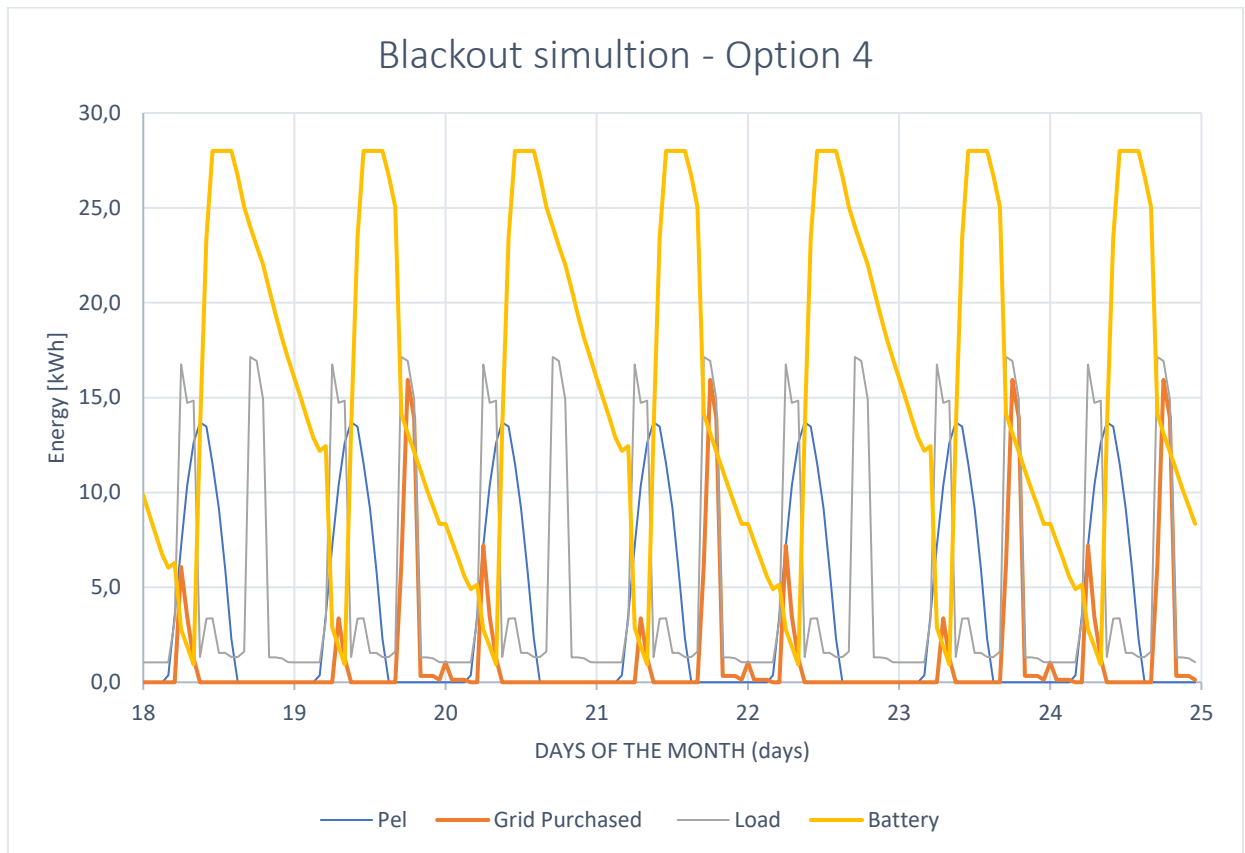 Blackout simultion - Option 4
30,0
25,0
20,0
15,0
10,0
5,0
0,0
Energy [kWh]
18 19 20 21 22 23 24 25
DAYS OF THE MONTH (days)
Pel Grid Purchased Load Battery